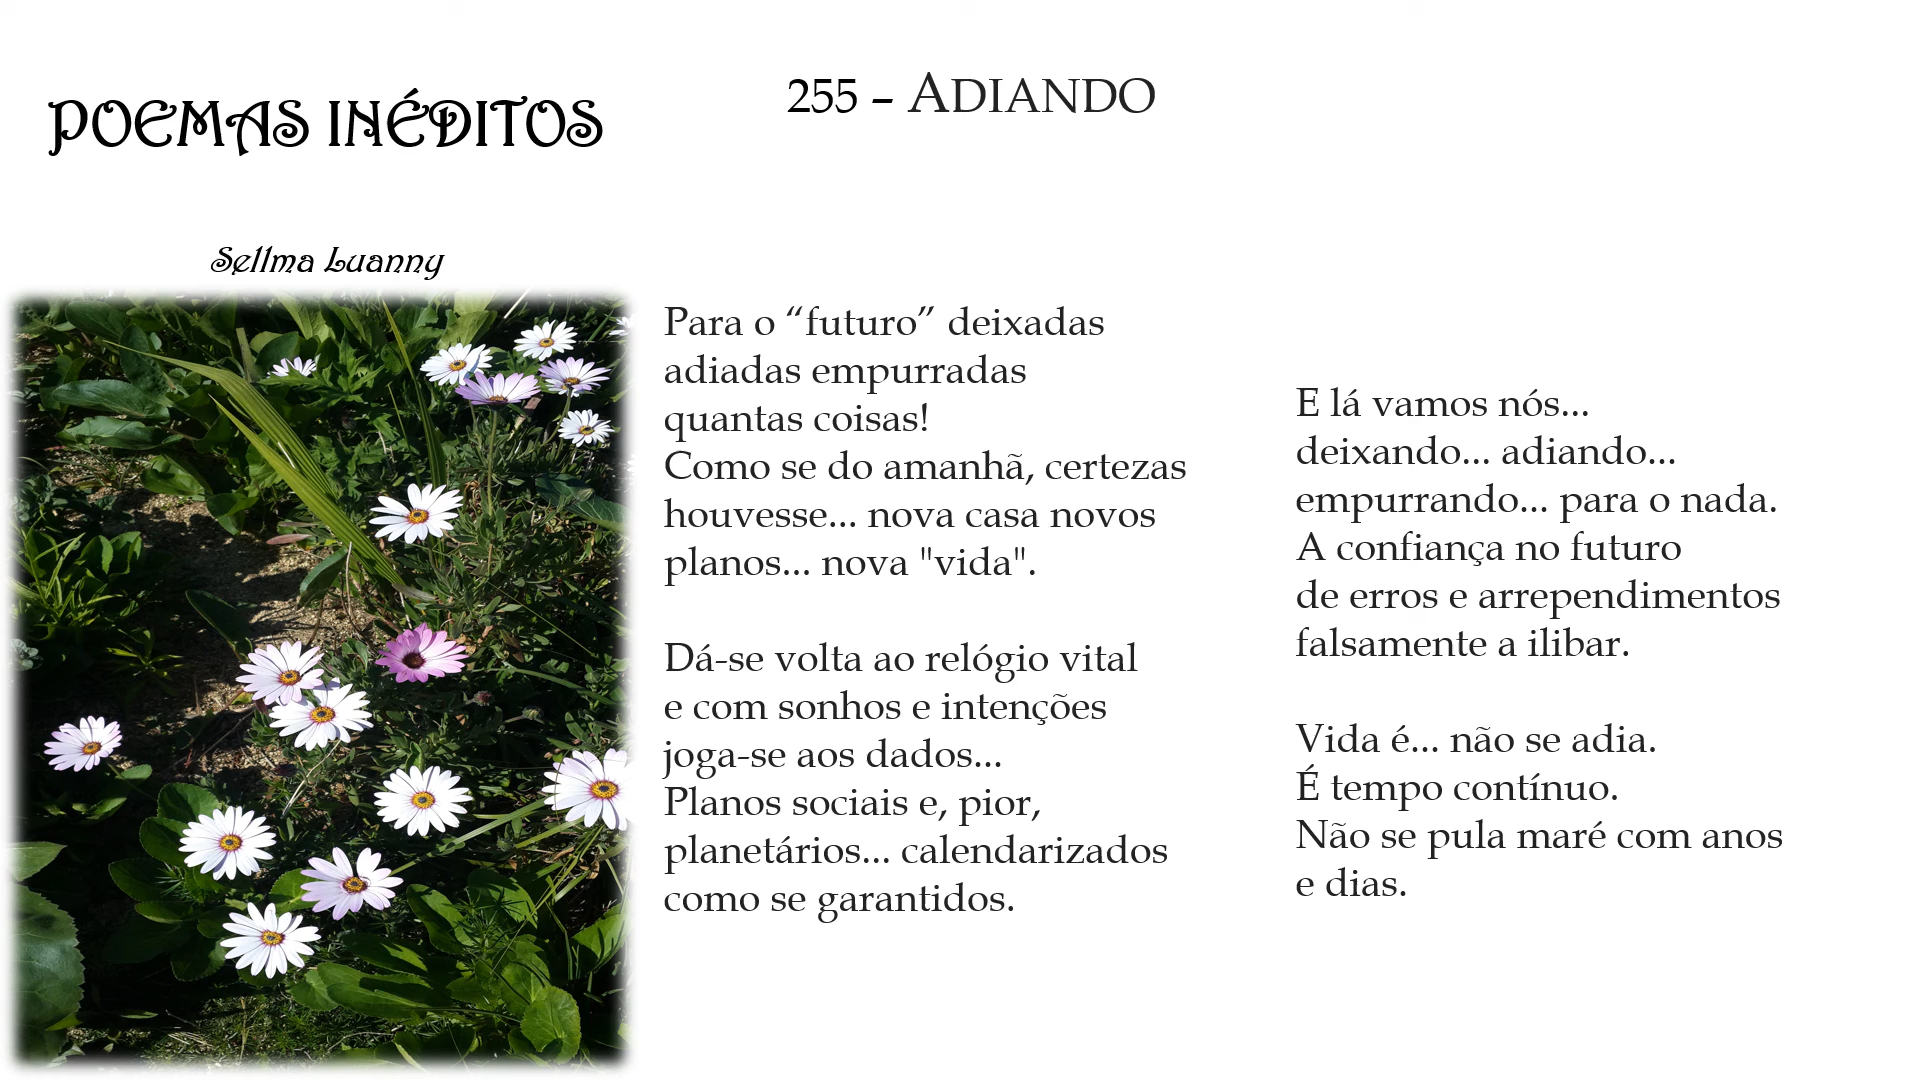 POEMAS INÉDITOS
Sellma Luanny
255 – ADIANDO
Para o “futuro” deixadas
adiadas empurradas
quantas coisas!
Como se do amanhã, certezas
houvesse... nova casa novos
planos... nova "vida".
Dá-se volta ao relógio vital
e com sonhos e intenções
joga-se aos dados...
Planos sociais e, pior,
planetários... calendarizados
como se garantidos.
E lá vamos nós...
deixando... adiando...
empurrando... para o nada.
A confiança no futuro
de erros e arrependimentos
falsamente a ilibar.
Vida é... não se adia.
É tempo contínuo.
Não se pula maré com anos
e dias.